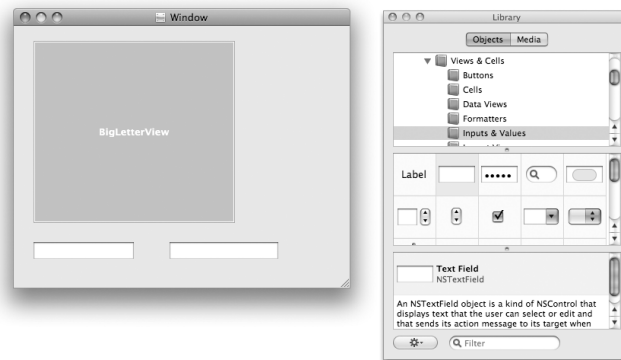 Window
BigLetterView
Library
Objects Media
Views & Cells
Buttons
Cells
Data Views
Formatters
Inputs & Values
Label
Text Field
NSTextField
An NSTextField object is a kind of NSControl that
displays text that the user can select or edit and
that sends its action message to its target when
Filter